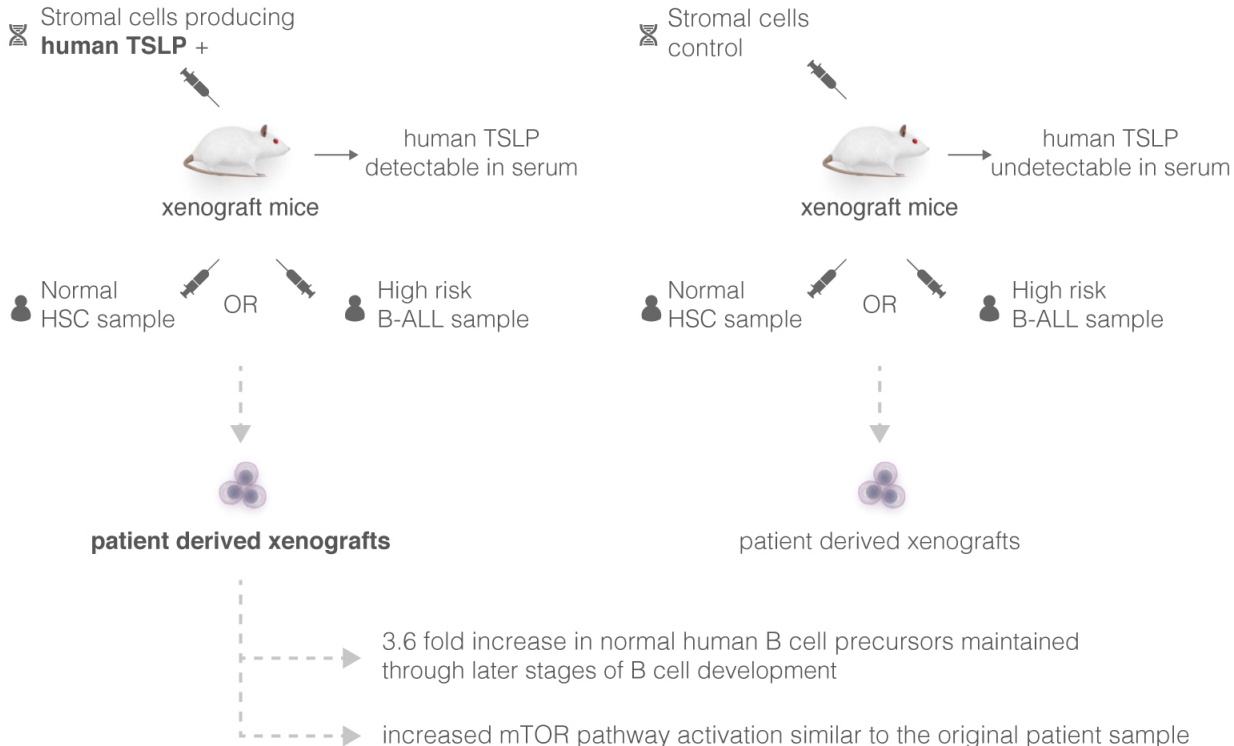 Stromal cells producing
human TSLP +
human TSLP
detectable in serum
xenograft mice
Normal
HSC sample
OR
High risk
B-ALL sample
patient derived xenografts
Stromal cells
control
human TSLP
undetectable in serum
xenograft mice
Normal
HSC sample
OR
High risk
B-ALL sample
patient derived xenografts
3.6 fold increase in normal human B cell precursors maintained
through later stages of B cell development
increased mTOR pathway activation similar to the original patient sample